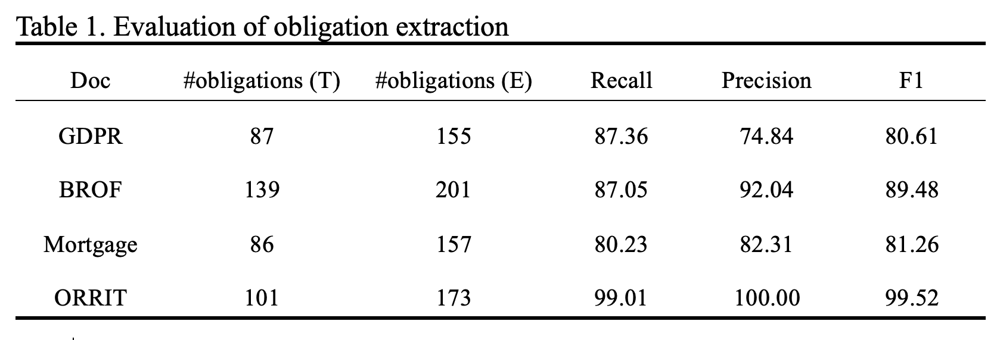 Table 1. Evaluation of obligation extraction
Doc #obligations (T) #obligations (E) Recall Precision F1
GDPR 87 155 87.36 74.84 80.61
BROF 139 201 87.05 92.04 89.48
Mortgage 86 157 80.23 82.31 81.26
ORRIT 101 173 99.01 100.00 99.52